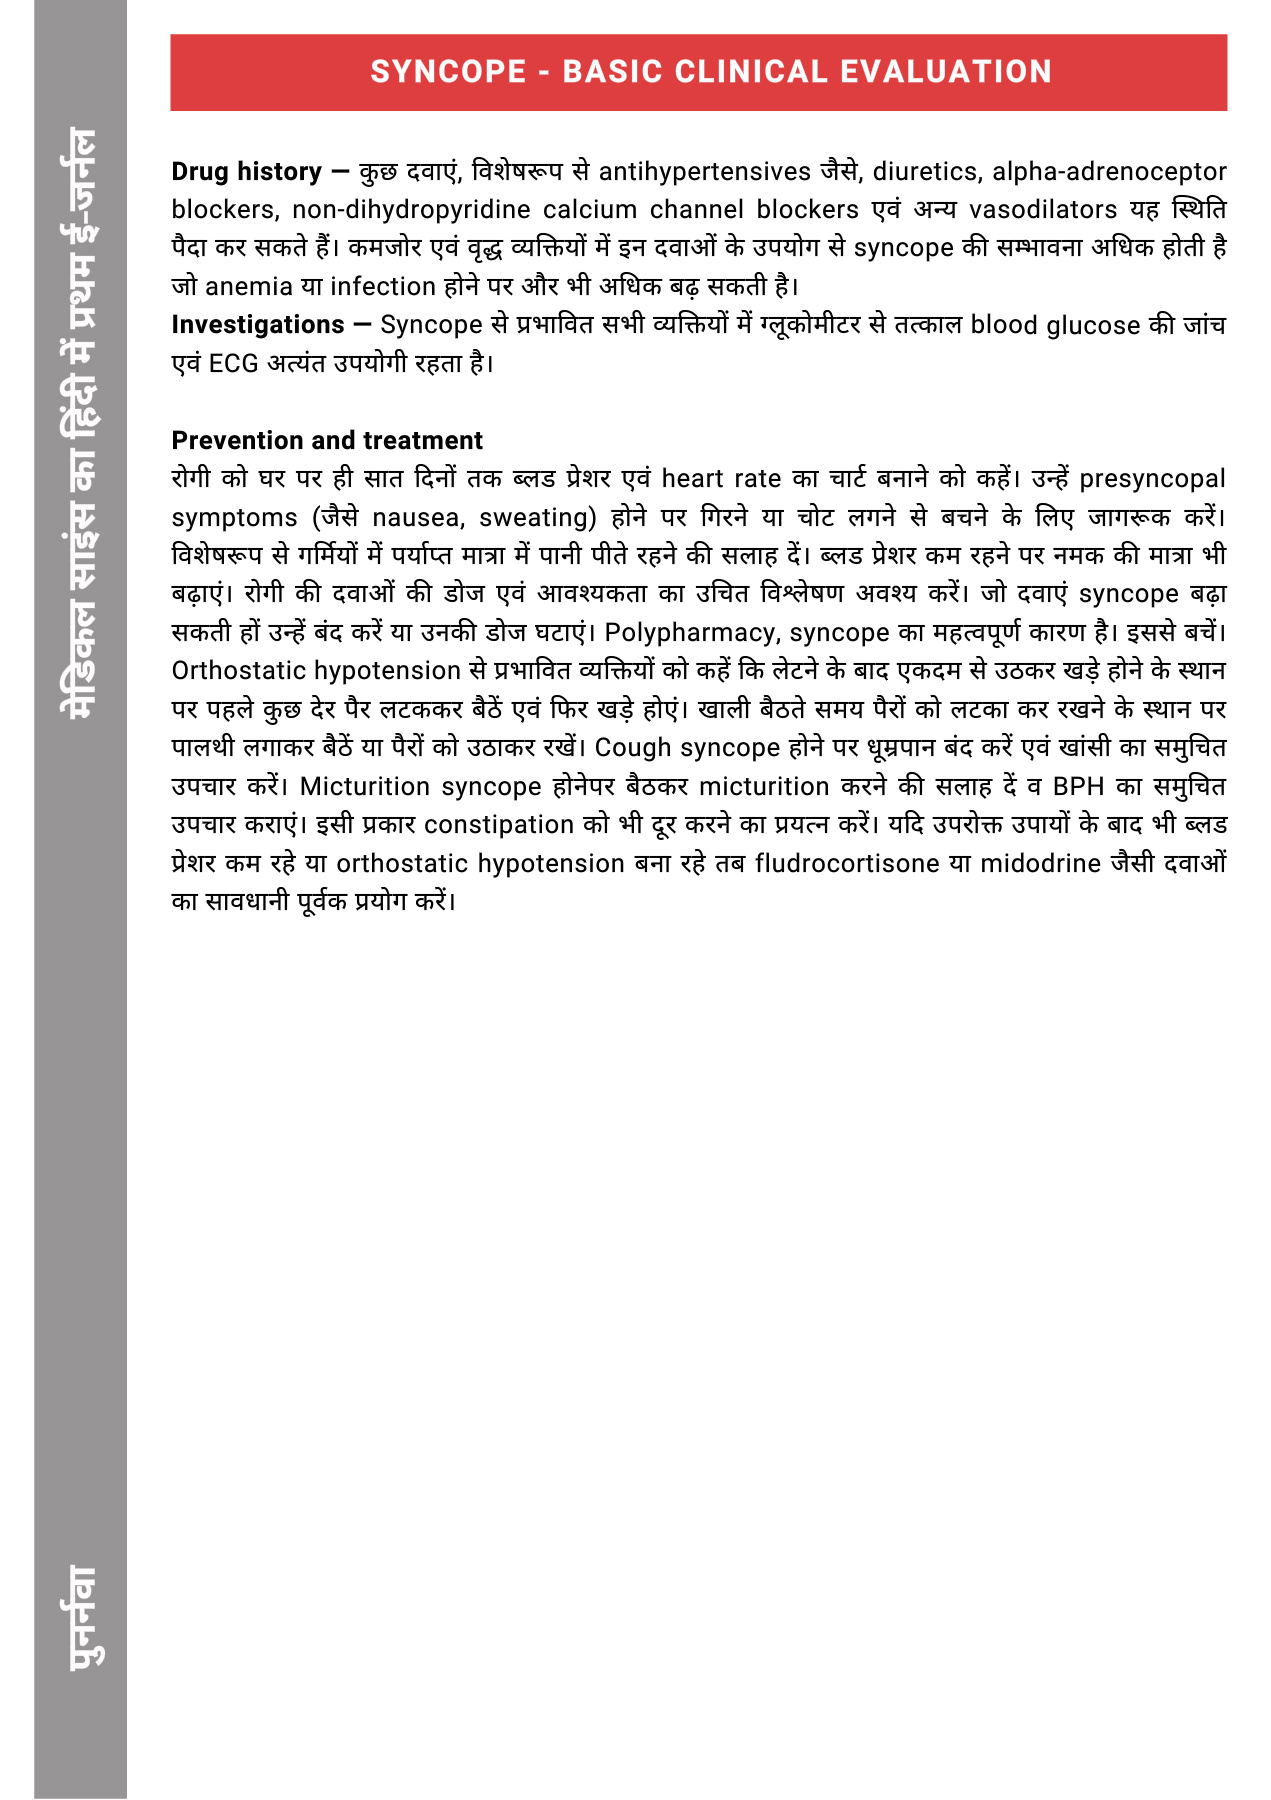 SYNCOPE - BASIC CLINICAL EVALUATION
Drug history — कुछ दवाएं, विशेषरूप से antihypertensives जैसे, diuretics, alpha-adrenoceptor
blockers, non-dihydropyridine calcium channel blockers एवं अन्य vasodilators यह स्थिति
पैदा कर सकते हैं। कमजोर एवं वृद्ध व्यक्तियों में इन दवाओं के उपयोग से syncope की सम्भावना अधिक होती है
जो anemia या infection होने पर और भी अधिक बढ़ सकती है।
Investigations — Syncope से प्रभावित सभी व्यक्तियों में ग्लूकोमीटर से तत्काल blood glucose की जांच
एवं ECG अत्यंत उपयोगी रहता है।
Prevention and treatment
रोगी को घर पर ही सात दिनों तक ब्लड प्रेशर एवं heart rate का चार्ट बनाने को कहें। उन्हें presyncopal
symptoms (जैसे nausea, sweating) होने पर गिरने या चोट लगने से बचने के लिए जागरूक करें।
विशेषरूप से गर्मियों में पर्याप्त मात्रा में पानी पीते रहने की सलाह दें। ब्लड प्रेशर कम रहने पर नमक की मात्रा भी
बढ़ाएं। रोगी की दवाओं की डोज एवं आवश्यकता का उचित विश्लेषण अवश्य करें। जो दवाएं syncope बढ़ा
सकती हों उन्हें बंद करें या उनकी डोज घटाएं। Polypharmacy, syncope का महत्वपूर्ण कारण है। इससे बचें।
Orthostatic hypotension से प्रभावित व्यक्तियों को कहें कि लेटने के बाद एकदम से उठकर खड़े होने के स्थान
पर पहले कुछ देर पैर लटककर बैठें एवं फिर खड़े होएं। खाली बैठते समय पैरों को लटका कर रखने के स्थान पर
पालथी लगाकर बैठें या पैरों को उठाकर रखें। Cough syncope होने पर धूम्रपान बंद करें एवं खांसी का समुचित
उपचार करें। Micturition syncope होनेपर बैठकर micturition करने की सलाह दें व BPH का समुचित
उपचार कराएं। इसी प्रकार constipation को भी दूर करने का प्रयत्न करें। यदि उपरोक्त उपायों के बाद भी ब्लड
प्रेशर कम रहे या orthostatic hypotension बना रहे तब fludrocortisone या midodrine जैसी दवाओं
का सावधानी पूर्वक प्रयोग करें।
मेडिकल साइंस का हिंदी में प्रथम ई-जर्नल
पुनर्नवा